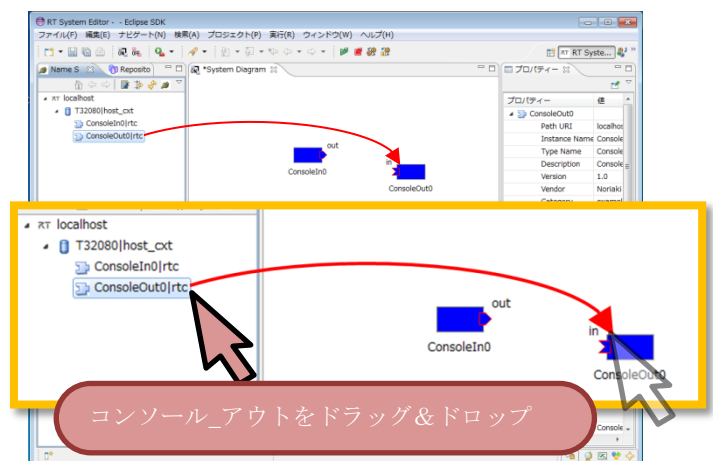 RT System Editor - - Eclipse SDK
ファイル(F) 編集(E) ナビゲート(N) 検索(A) プロジェクト(P) 実行(R) ウィンドウ(W) ヘルプ(H)
RT RT Syste...
Name S
Reposito
*System Diagram
プロパティー
RT localhost
T32080|host_cxt
ConsoleIn0|rtc
ConsoleOut0|rtc
out
ConsoleIn0
in
ConsoleOut0
プロパティー 値
ConsoleOut0
Path URI localhos
Instance Name Console
Type Name Console
Description Console
Version 1.0
Vendor Noriaki
RT localhost
T32080|host_cxt
ConsoleIn0|rtc
ConsoleOut0|rtc
out
ConsoleIn0
in
ConsoleOut0
コンソール_アウトをドラッグ＆ドロップ
Console